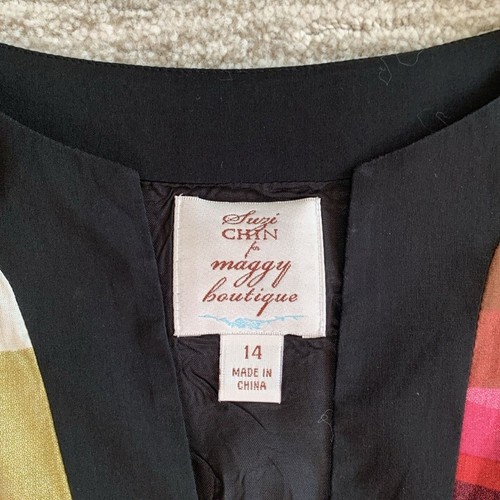 Suzi
CHIN
for
maggy
boutique
14
MADE IN
CHINA